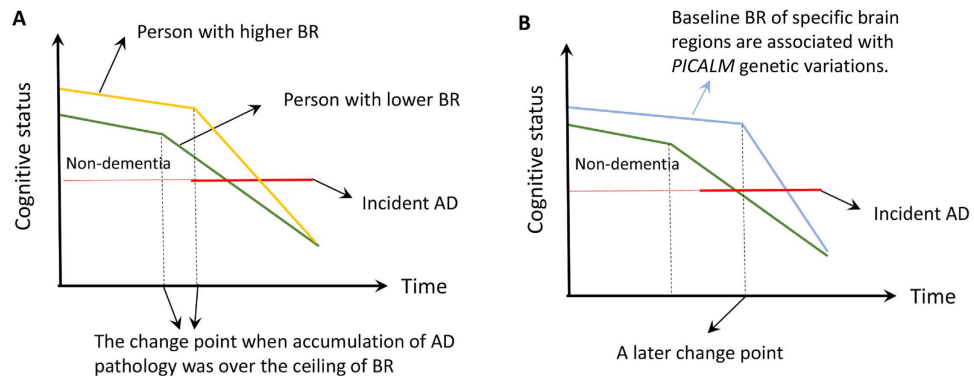 A
Person with higher BR
Person with lower BR
Cognitive status
Non-dementia
Incident AD
Time
The change point when accumulation of AD
pathology was over the ceiling of BR
B
Baseline BR of specific brain
regions are associated with
PICALM genetic variations.
Cognitive status
Non-dementia
Incident AD
Time
A later change point